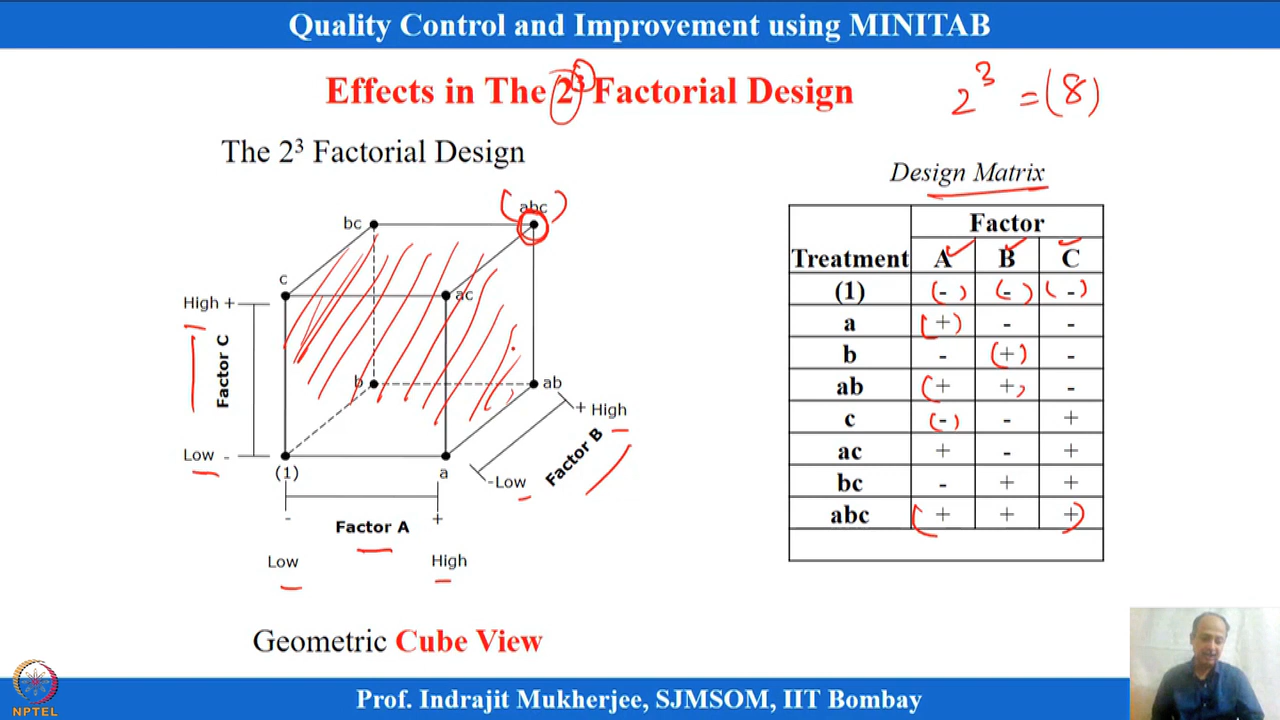 Quality Control and Improvement using MINITAB
Effects in The 2³ Factorial Design
2³ = (8)
The 2³ Factorial Design
Design Matrix
abc
bc
c
ac
High +
Factor C
b
ab
+ High
Factor B
Low -
(1)
a
-Low
- +
Factor A
Low High
Factor
Treatment A B C
(1) (-) (-) (-)
a (+) - -
b - (+) -
ab (+ +) -
c (-) - +
ac + - +
bc - + +
abc (+ + +)
Geometric Cube View
NPTEL
Prof. Indrajit Mukherjee, SJMSOM, IIT Bombay